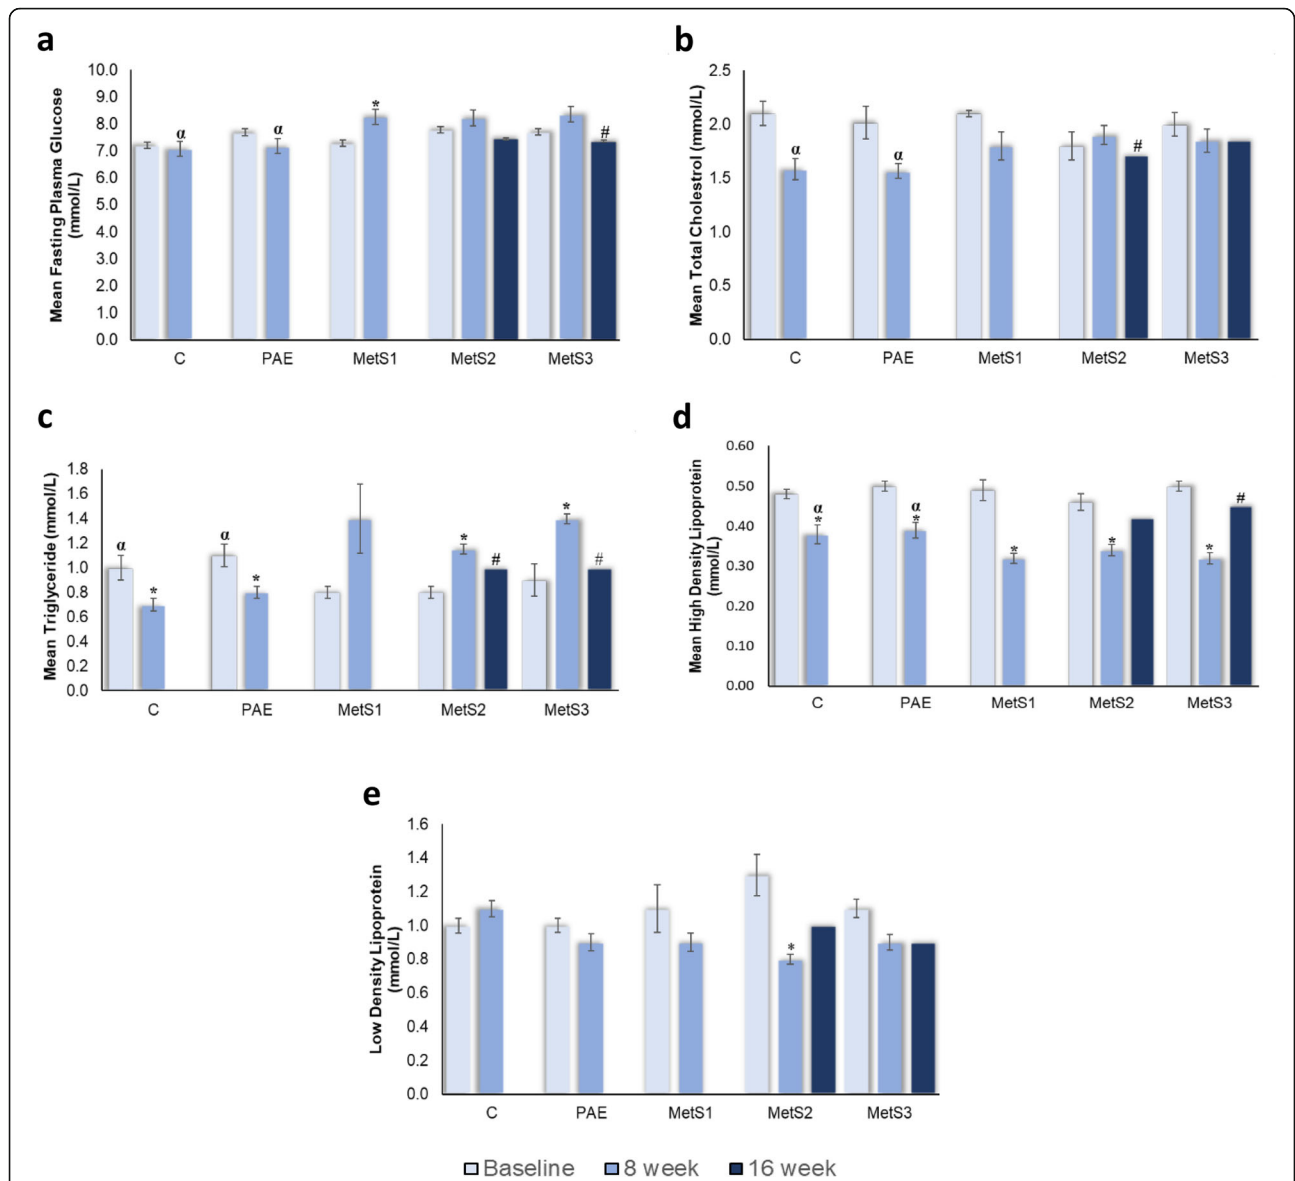 a
10.0
9.0
8.0
7.0
6.0
5.0
4.0
3.0
2.0
1.0
0.0
Mean Fasting Plasma Glucose
(mmol/L)
α
α
*
#
C PAE MetS1 MetS2 MetS3
b
2.5
2.0
1.5
1.0
0.5
0.0
Mean Total Cholestrol (mmol/L)
α
α
#
C PAE MetS1 MetS2 MetS3
c
1.8
1.6
1.4
1.2
1.0
0.8
0.6
0.4
0.2
0.0
Mean Triglyceride (mmol/L)
α
*
α
*
*
#
*
#
C PAE MetS1 MetS2 MetS3
d
0.60
0.50
0.40
0.30
0.20
0.10
0.00
Mean High Density Lipoprotein
(mmol/L)
α
*
α
*
*
*
*
#
C PAE MetS1 MetS2 MetS3
e
1.6
1.4
1.2
1.0
0.8
0.6
0.4
0.2
0.0
Low Density Lipoprotein
(mmol/L)
*
C PAE MetS1 MetS2 MetS3
Baseline 8 week 16 week